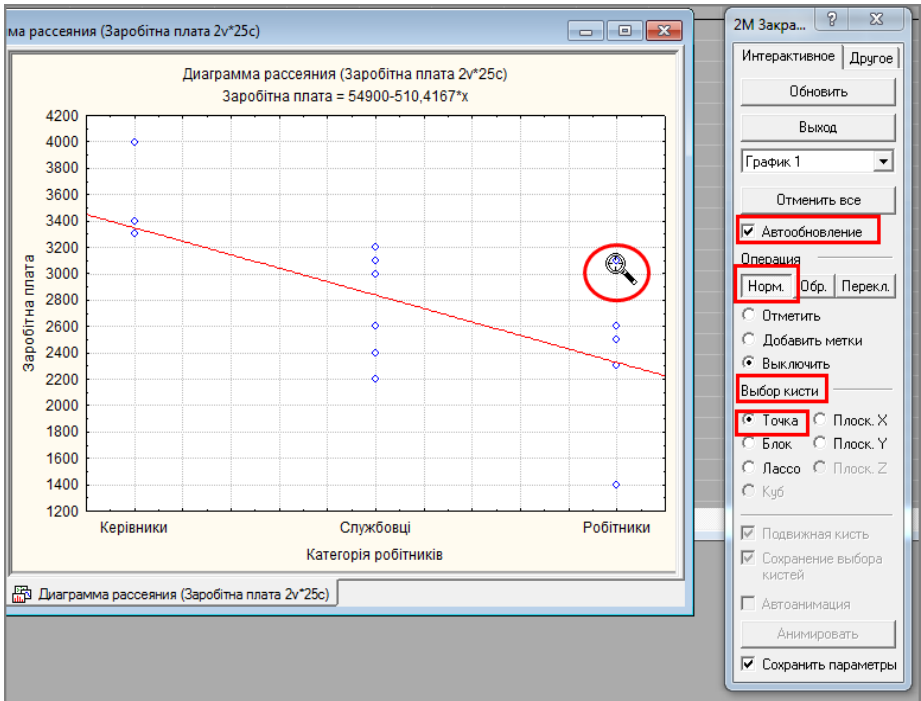 ма рассеяния (Заробітна плата 2v*25c)
Диаграмма рассеяния (Заробітна плата 2v*25c)
Заробітна плата = 54900-510,4167*x
4200
4000
3800
3600
3400
3200
3000
2800
2600
2400
2200
2000
1800
1600
1400
1200
Заробітна плата
Керівники Службовці Робітники
Категорія робітників
Диаграмма рассеяния (Заробітна плата 2v*25c)
2М Закра...
Интерактивное Другое
Обновить
Выход
График 1
Отменить все
Автообновление
Операция
Норм. Обр. Перекл.
Отметить
Добавить метки
Выключить
Выбор кисти
Точка Плоск. X
Блок Плоск. Y
Лассо Плоск. Z
Куб
Подвижная кисть
Сохранение выбора
кистей
Автоанимация
Анимировать
Сохранить параметры